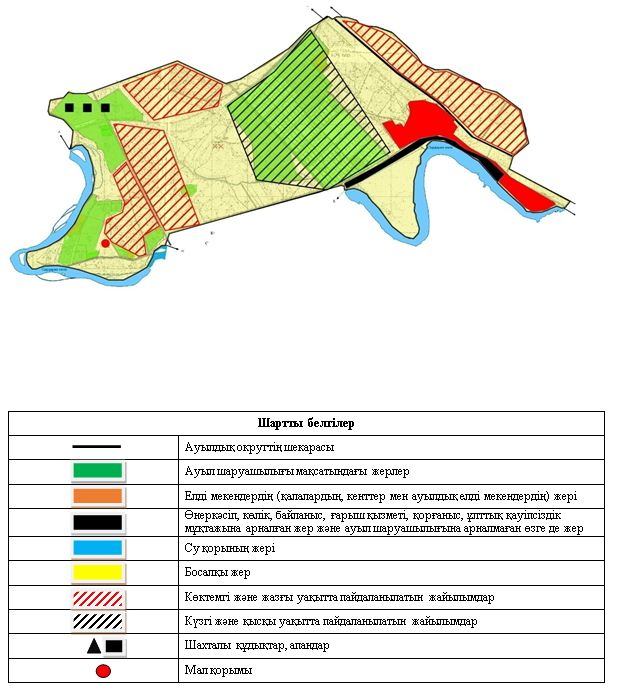 Шартты белгілер
Ауылдық округтің шекарасы
Ауыл шаруашылығы мақсатындағы жерлер
Елді мекендердің (қалалардың, кенттер мен ауылдық елді мекендердің) жері
Өнеркәсіп, көлік, байланыс, ғарыш қызметі, қорғаныс, ұлттық қауіпсіздік
мұқтажына арналған жер және ауыл шаруашылығына арналмаған өзге де жер
Су қорының жері
Босалқы жер
Көктемгі және жазғы уақытта пайдаланылатын жайылымдар
Күзгі және қысқы уақытта пайдаланылатын жайылымдар
Шахталы құдықтар, апандар
Мал қорымы